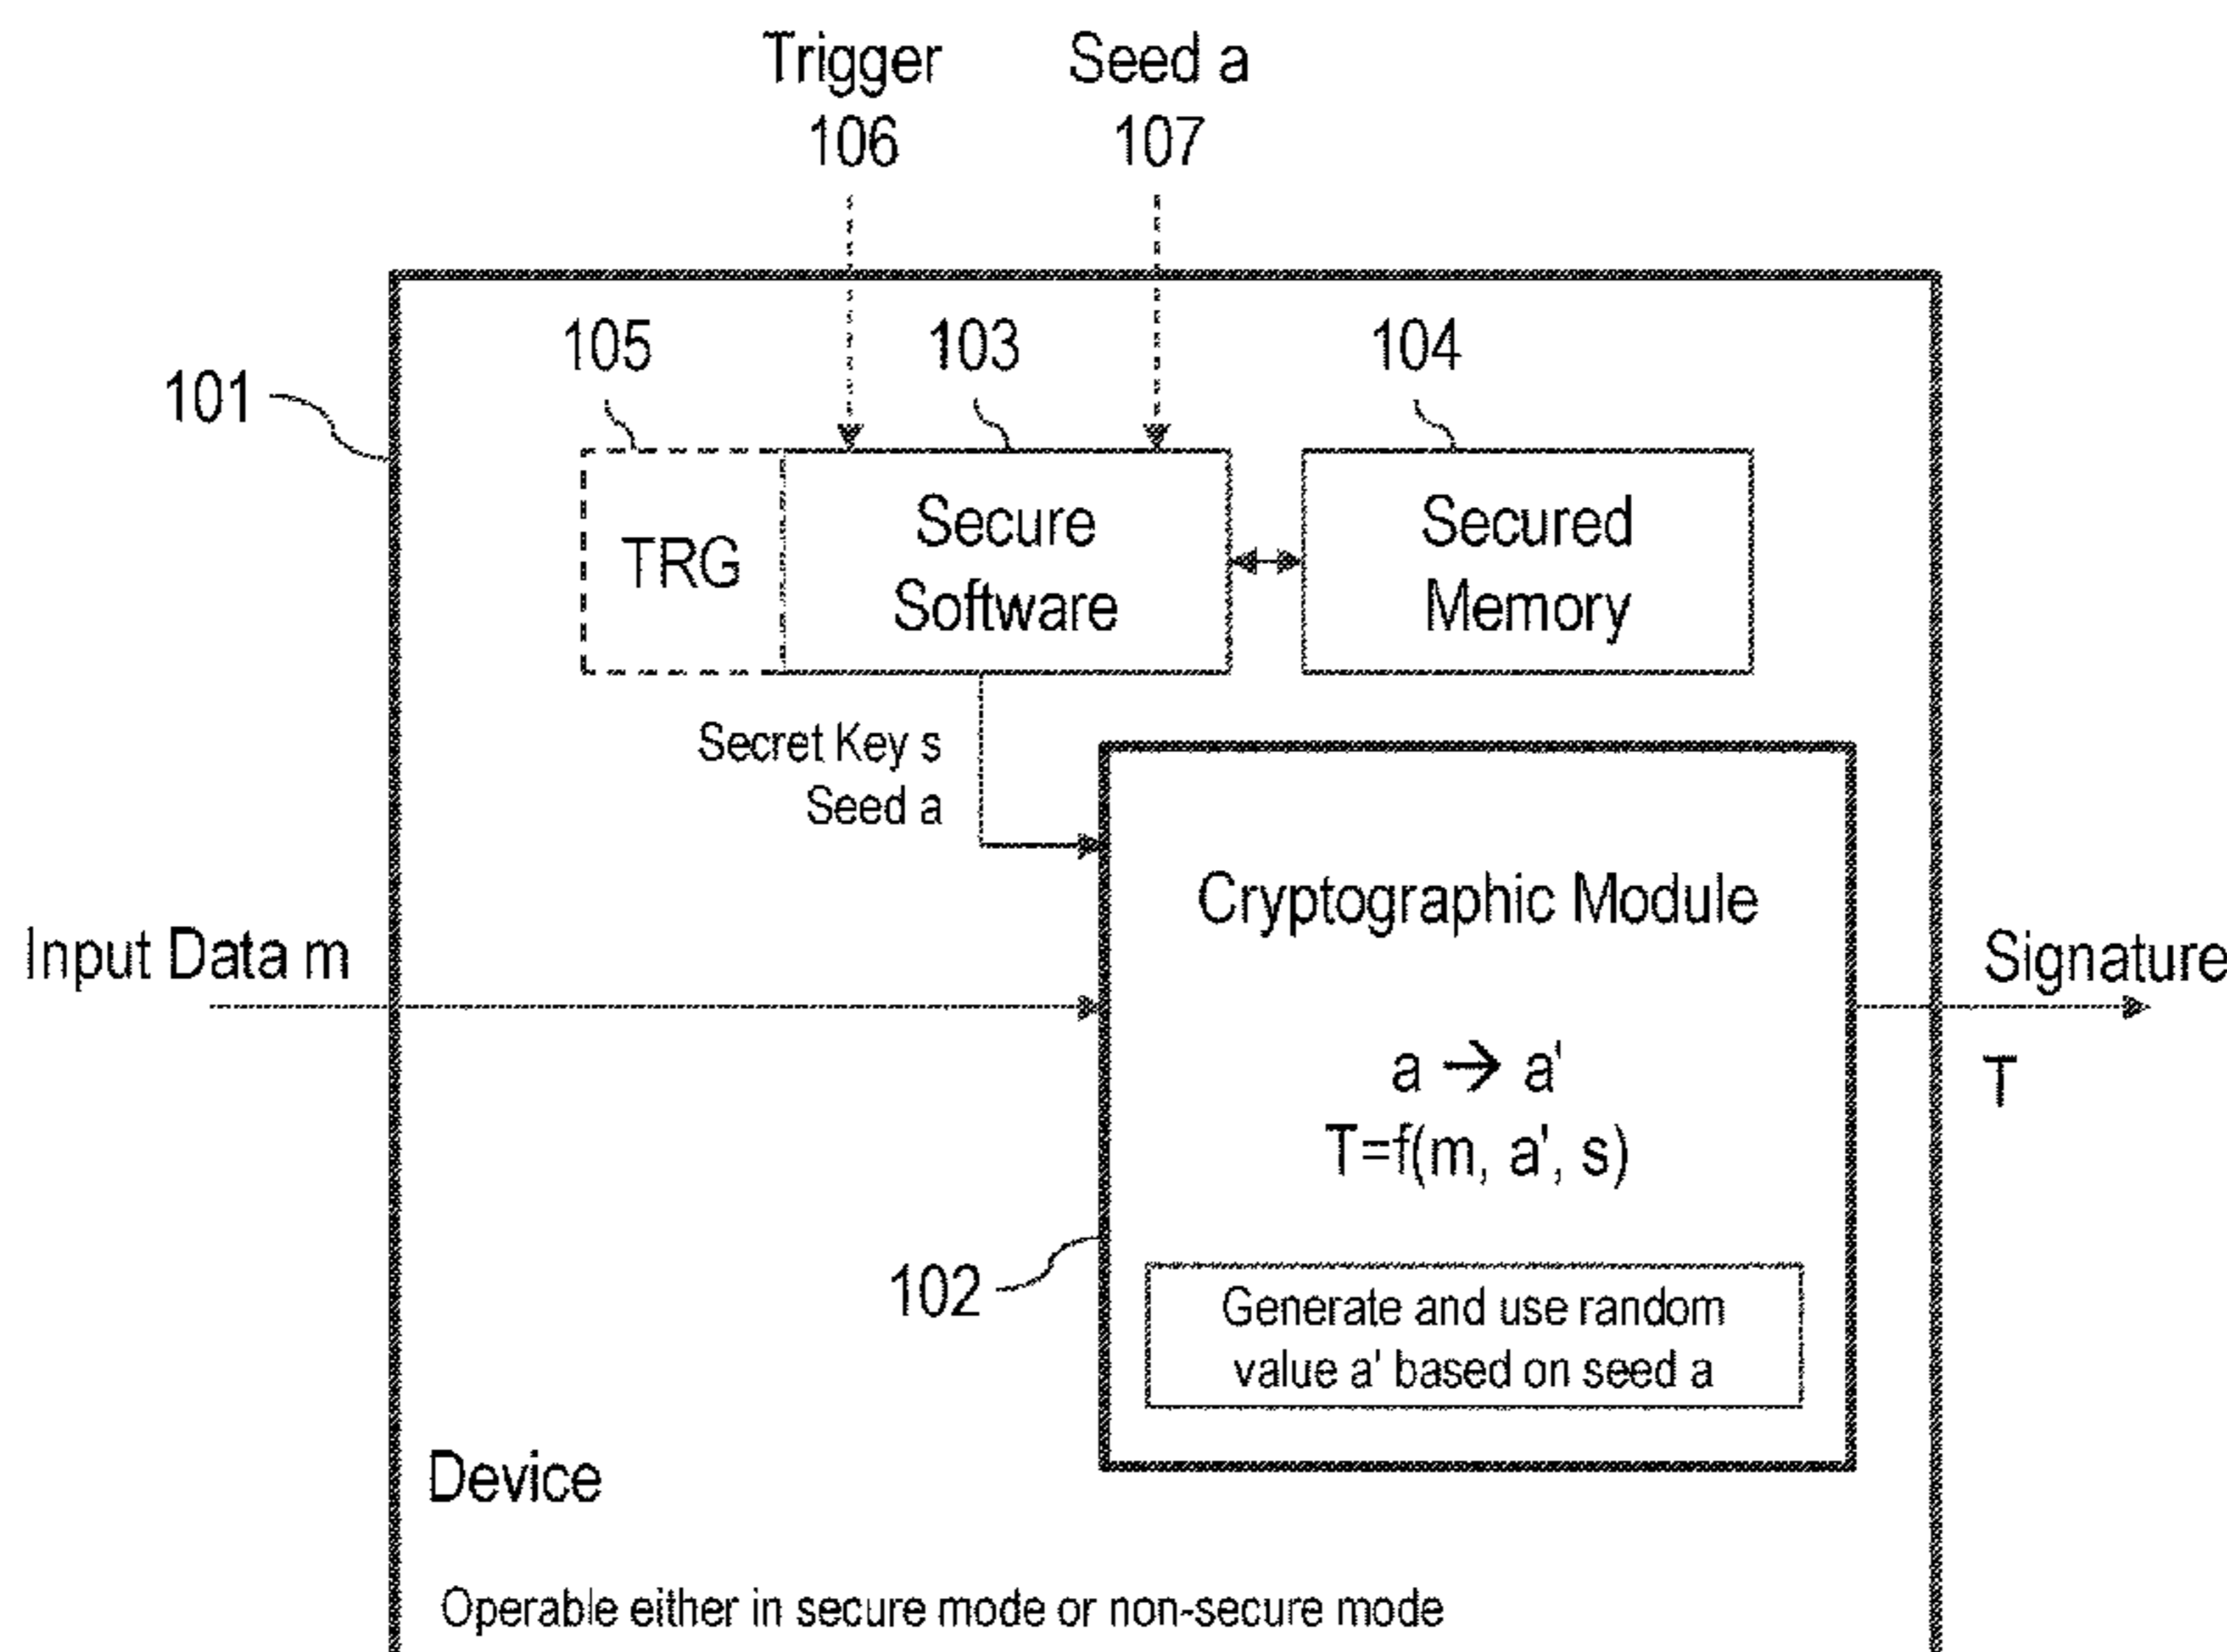 Trigger
106
Seed a
107
105
103
104
101
TRG
Secure
Software
Secured
Memory
Secret Key s
Seed a
Cryptographic Module
Input Data m
Signature
T
a → a'
T=f(m, a', s)
102
Generate and use random
value a' based on seed a
Device
Operable either in secure mode or non-secure mode